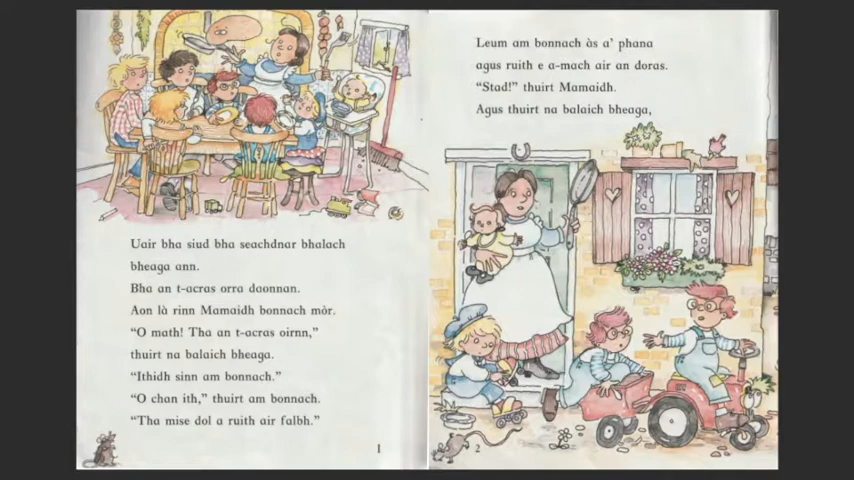 Uair bha siud bha seachdnar bhalach
bheaga ann.
Bha an t-acras orra daonnan.
Aon là rinn Mamaidh bonnach mòr.
“O math! Tha an t-acras oirnn,”
thuirt na balaich bheaga.
“Ithidh sinn am bonnach.”
“O chan ith,” thuirt am bonnach.
“Tha mise dol a ruith air falbh.”
1
Leum am bonnach às a’ phana
agus ruith e a-mach air an doras.
“Stad!” thuirt Mamaidh.
Agus thuirt na balaich bheaga,
2